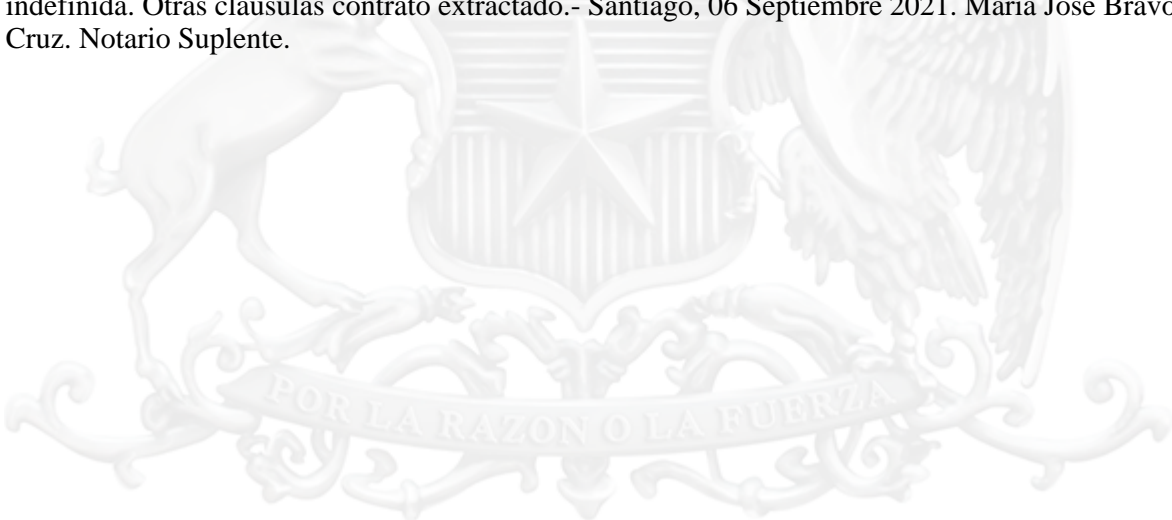 indefinida. Otras cláusulas contrato extractado.- Santiago, 06 Septiembre 2021. María José Bravo
Cruz. Notario Suplente.
POR LA RAZON O LA FUERZA